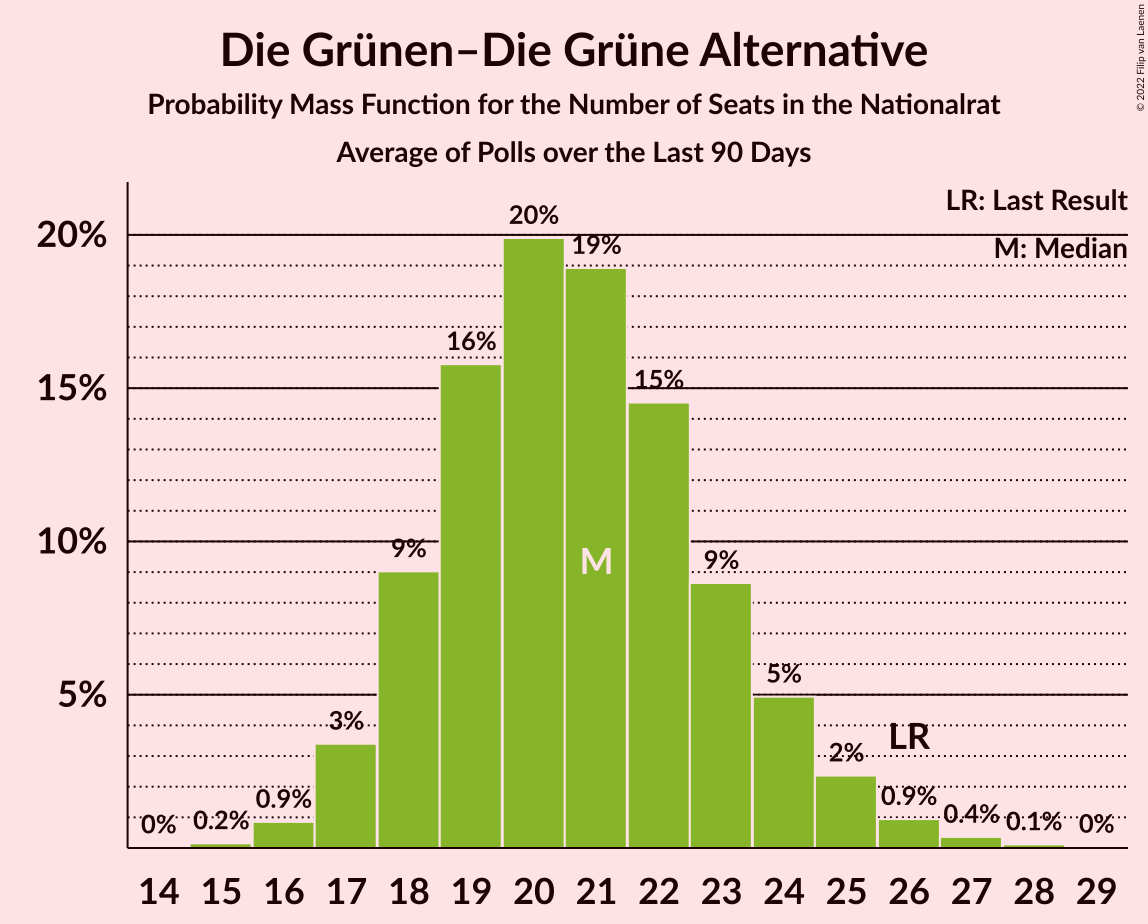 Die Grünen–Die Grüne Alternative
Probability Mass Function for the Number of Seats in the Nationalrat
Average of Polls over the Last 90 Days
© 2022 Filip van Laenen
LR: Last Result
M: Median
20%
15%
10%
5%
0%
0.2%
0.9%
3%
9%
16%
20%
19%
15%
9%
5%
2%
0.9%
0.4%
0.1%
0%
M
LR
14 15 16 17 18 19 20 21 22 23 24 25 26 27 28 29